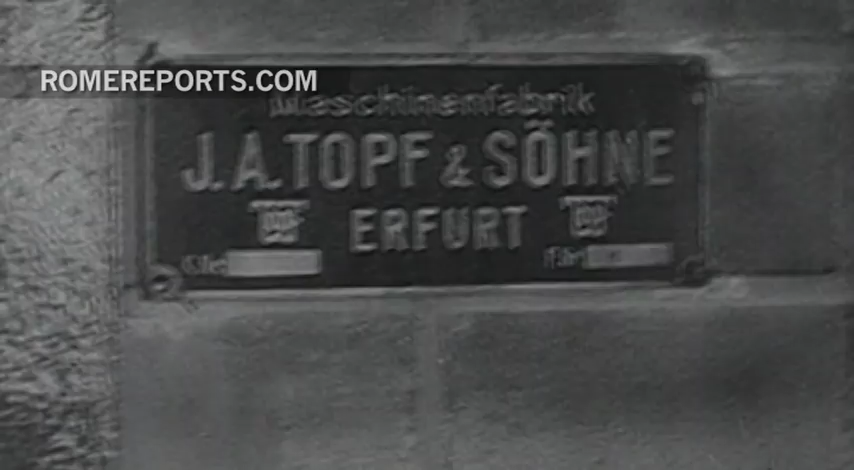 ROMEREPORTS.COM
Maschinenfabrik
J.A.TOPF & SÖHNE
ERFURT